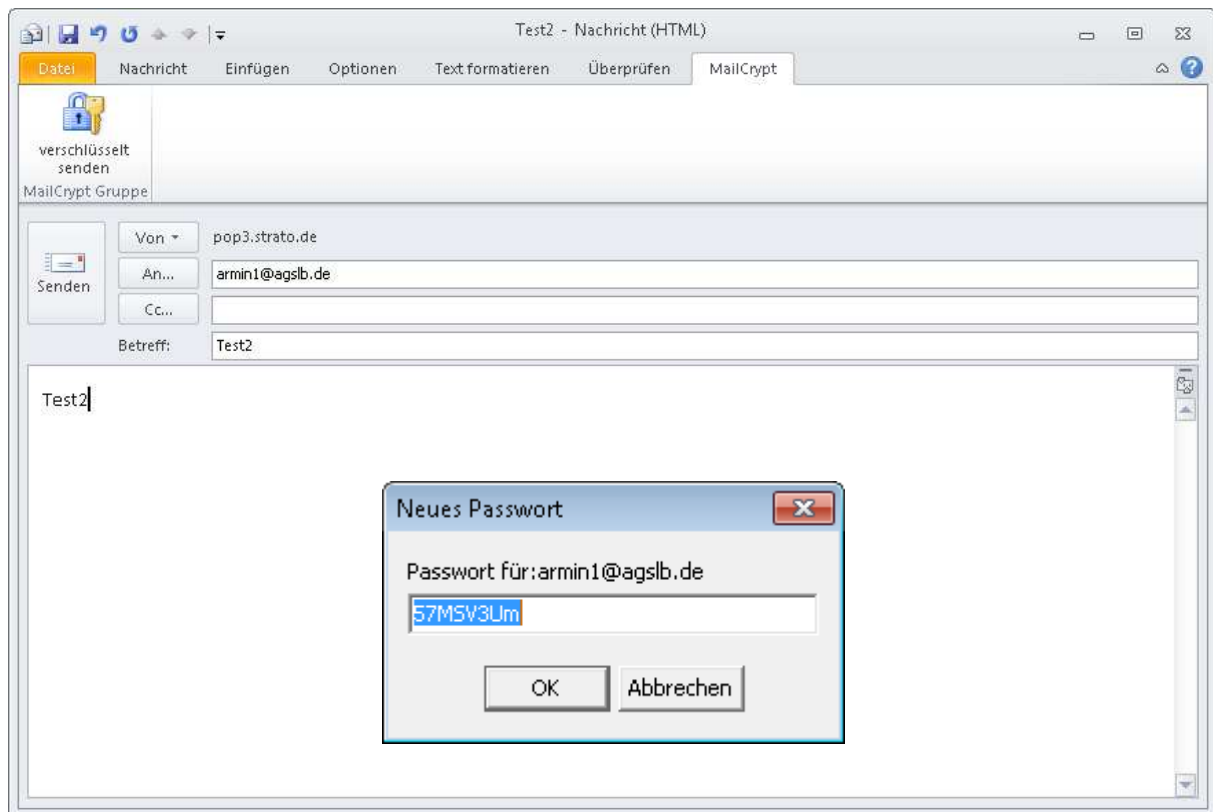 Test2 - Nachricht (HTML)
Datei Nachricht Einfügen Optionen Text formatieren Überprüfen MailCrypt
verschlüsselt
senden
MailCrypt Gruppe
Von pop3.strato.de
An... armin1@agslb.de
Senden
Cc...
Betreff: Test2
Test2
Neues Passwort
Passwort für:armin1@agslb.de
57MSV3Um
OK Abbrechen